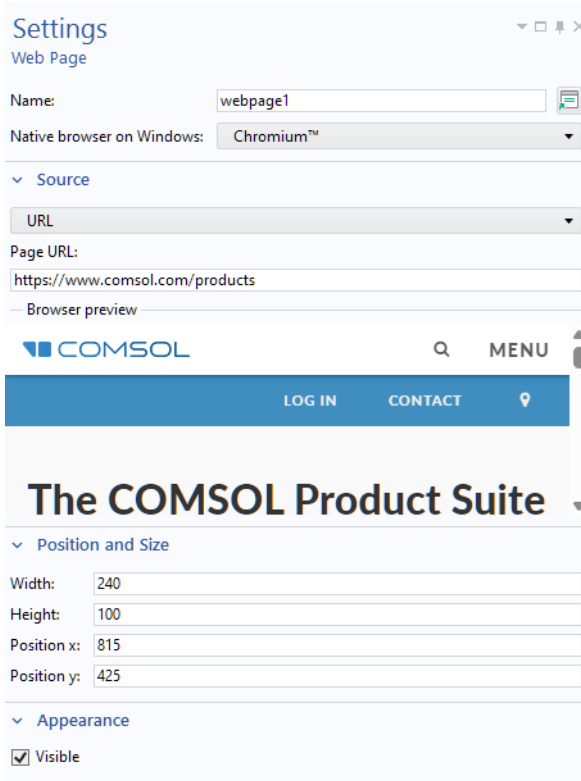 Settings
Web Page
Name: webpage1
Native browser on Windows: Chromium™
Source
URL
Page URL:
https://www.comsol.com/products
Browser preview
COMSOL MENU
LOG IN CONTACT
The COMSOL Product Suite
Position and Size
Width: 240
Height: 100
Position x: 815
Position y: 425
Appearance
Visible